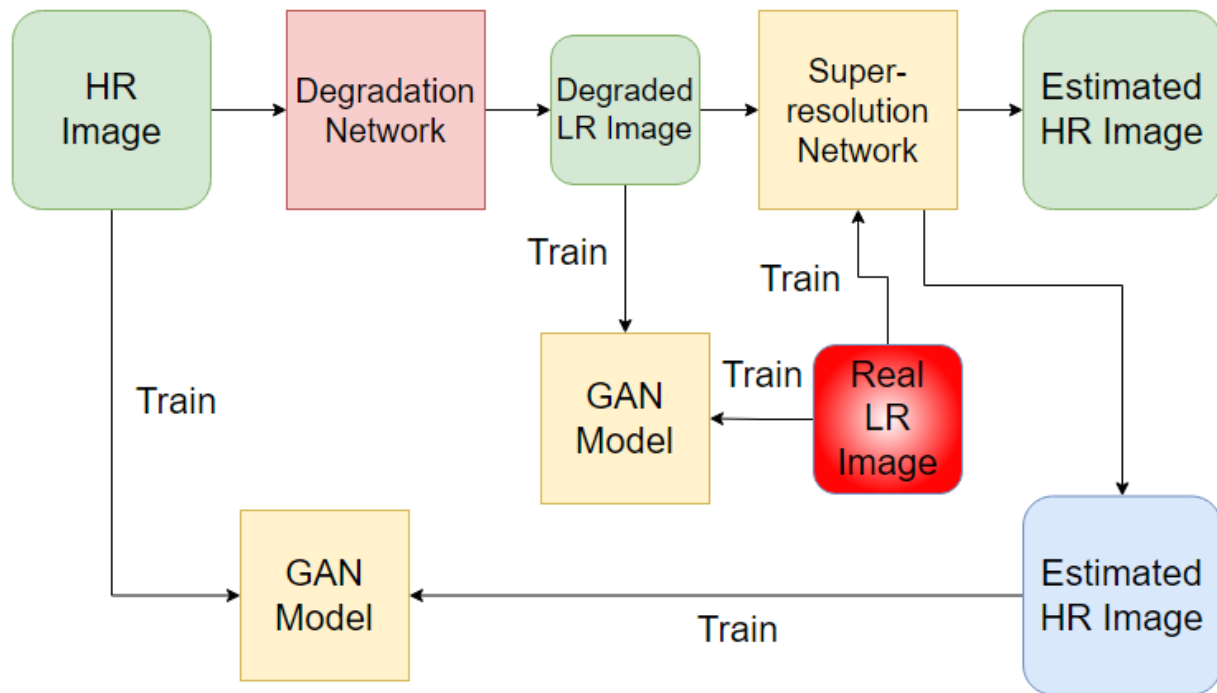 HR
Image
Degradation
Network
Degraded
LR Image
Super-
resolution
Network
Estimated
HR Image
Train
Train
Train
Real
LR
Image
GAN
Model
Train
GAN
Model
Train
Estimated
HR Image